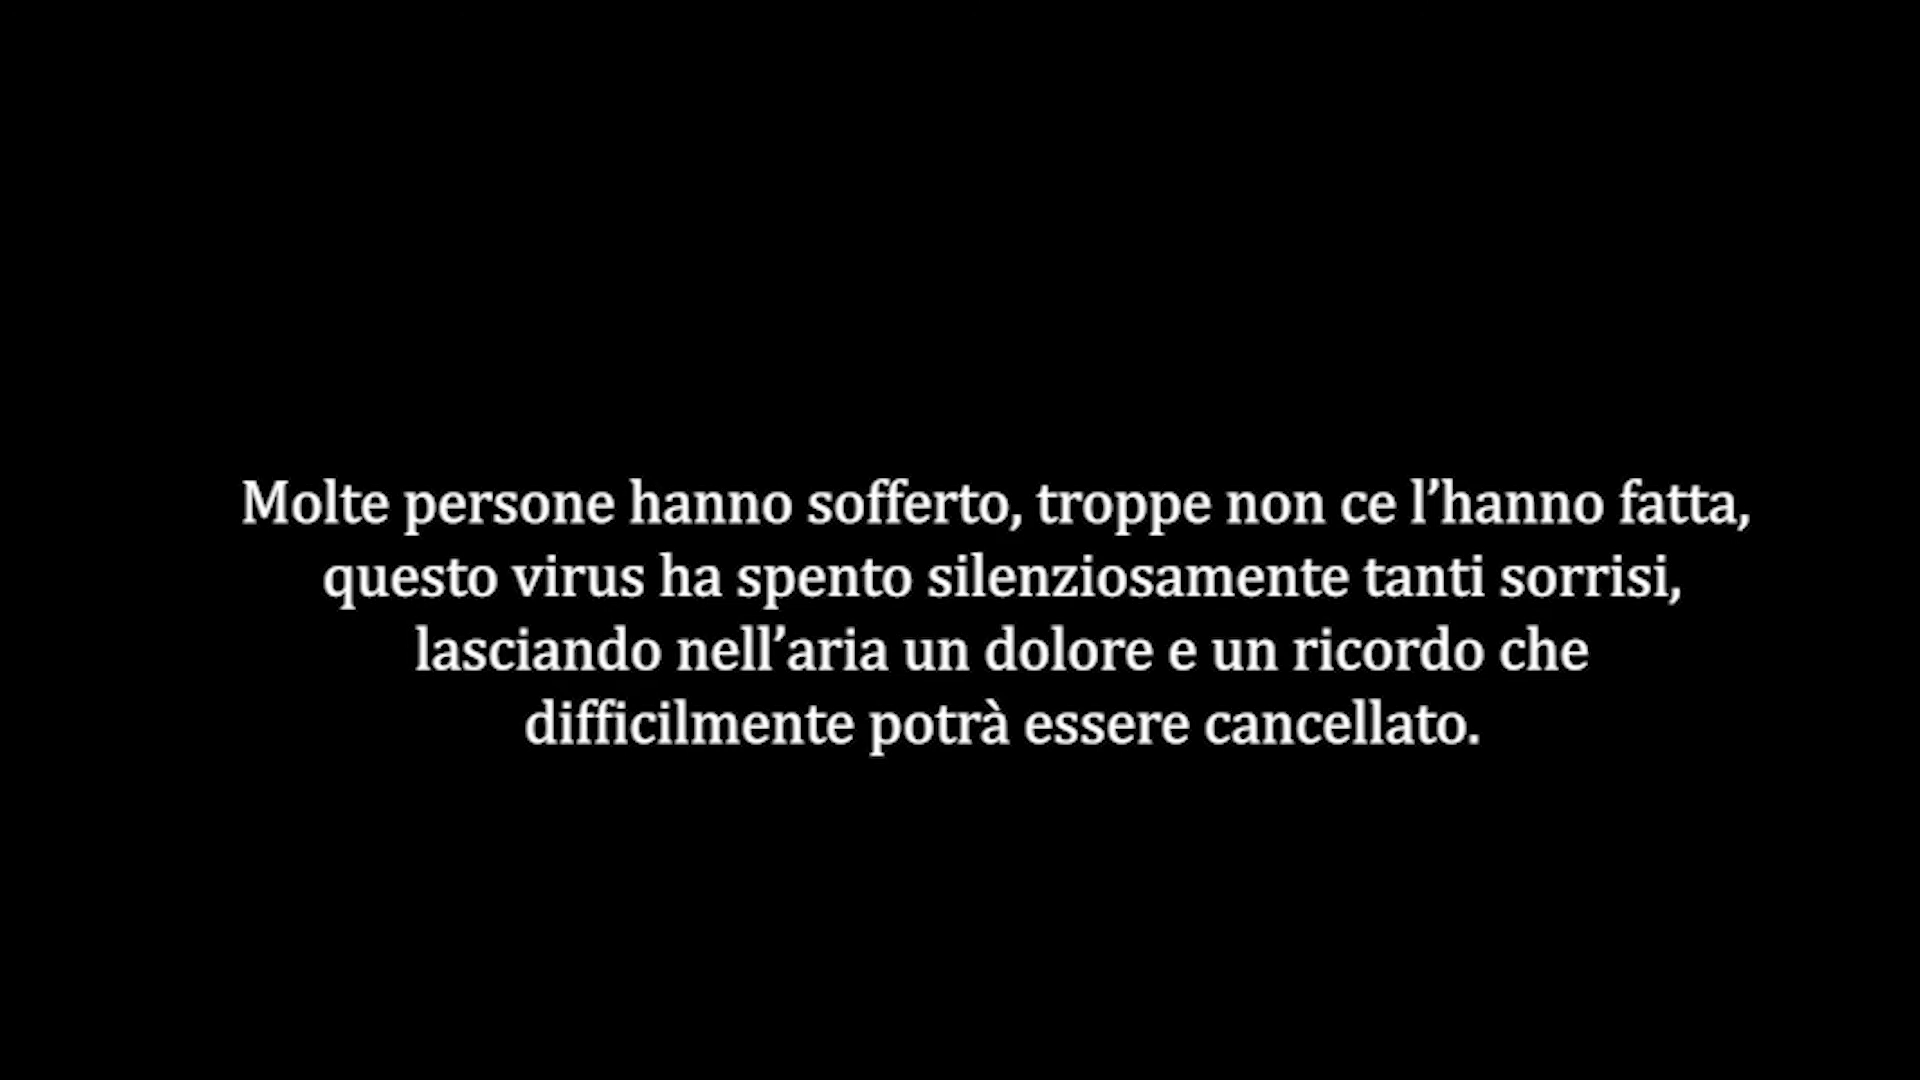 Molte persone hanno sofferto, troppe non ce l’hanno fatta,
questo virus ha spento silenziosamente tanti sorrisi,
lasciando nell’aria un dolore e un ricordo che
difficilmente potrà essere cancellato.